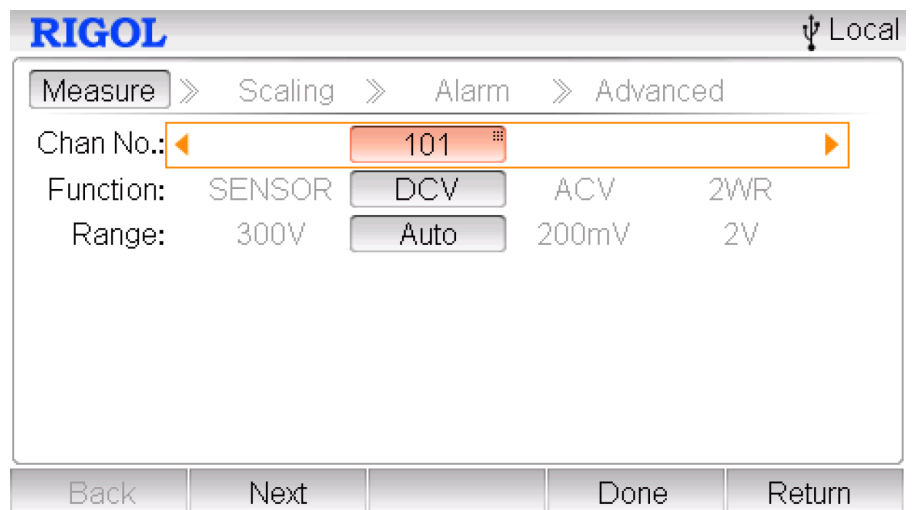 RIGOL Local
Measure Scaling Alarm Advanced
Chan No.: 101
Function: SENSOR DCV ACV 2WR
Range: 300V Auto 200mV 2V
Back Next Done Return